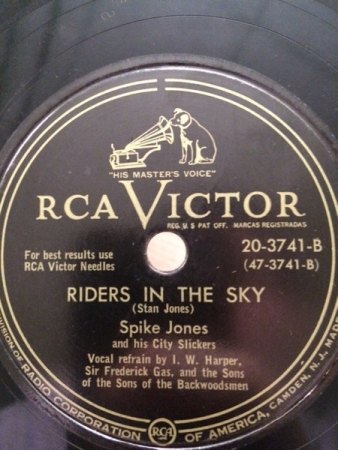 "HIS MASTER'S VOICE"
RCA VICTOR
REG. U S PAT OFF. MARCAS REGISTRADAS
For best results use
RCA Victor Needles
20-3741-B
(47-3741-B)
RIDERS IN THE SKY
(Stan Jones)
Spike Jones
and his City Slickers
Vocal refrain by I. W. Harper,
Sir Frederick Gas, and the Sons
of the Sons of the Backwoodsmen
DIVISION OF RADIO CORPORATION OF AMERICA, CAMDEN, N. J. MADE
RCA